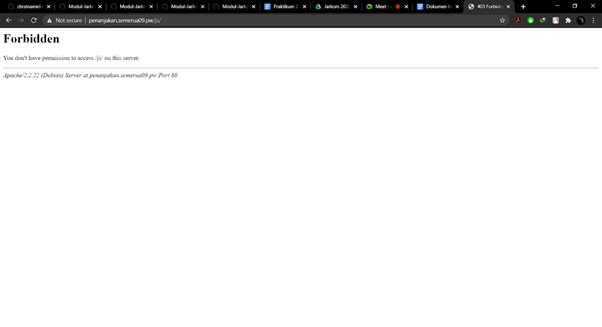 Modul-Jark
Modul-Jark
Modul-Jark
Modul-Jark
Praktikum 2
Jarkom 202
Meet -
Dokumen t
403 Forbidd
Not secure | penanjakan.semerua09.pw/js/
Forbidden
You don't have permission to access /js/ on this server.
Apache/2.2.22 (Debian) Server at penanjakan.semerua09.pw Port 80